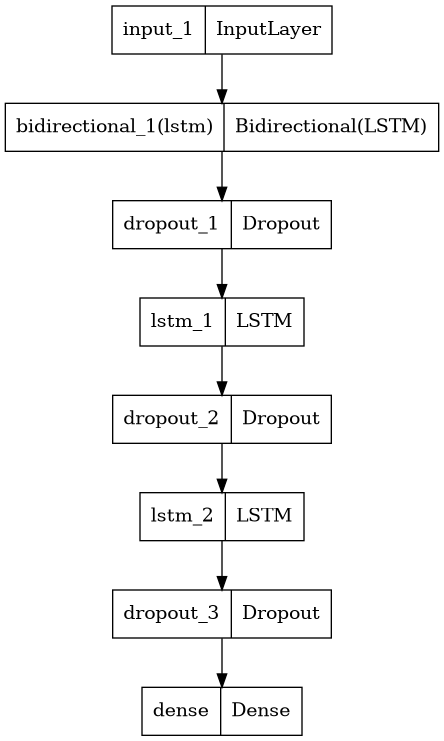 input_1 InputLayer
bidirectional_1(lstm) Bidirectional(LSTM)
dropout_1 Dropout
lstm_1 LSTM
dropout_2 Dropout
lstm_2 LSTM
dropout_3 Dropout
dense Dense